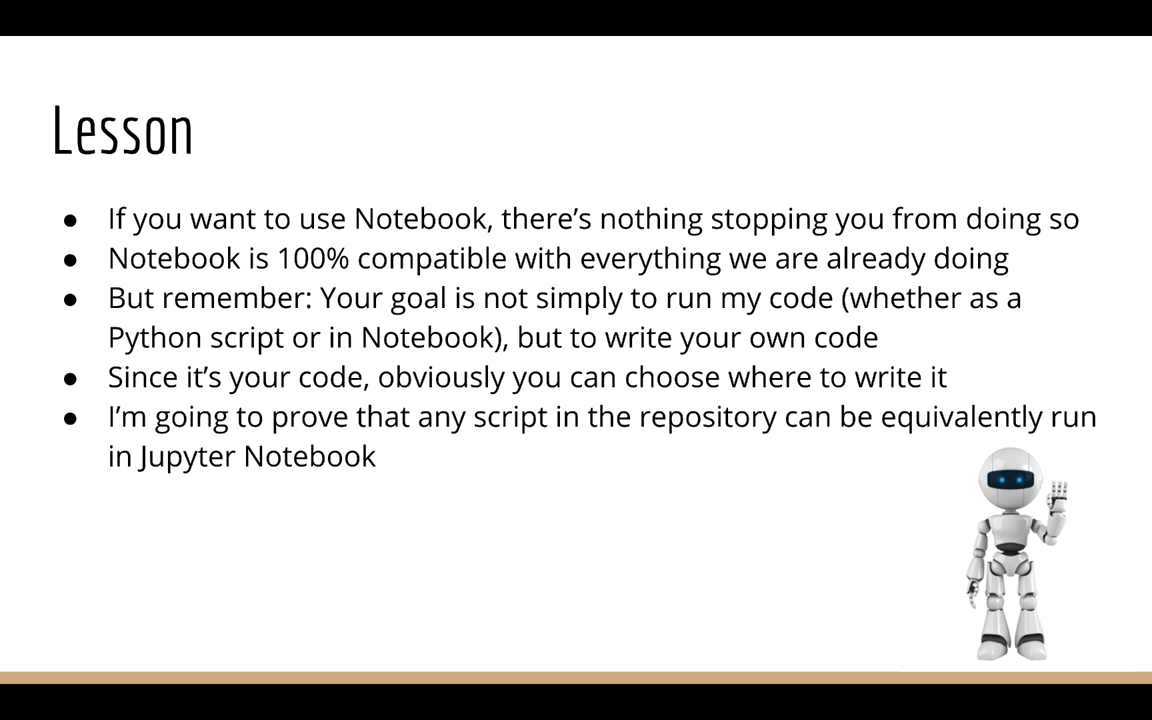 Lesson
● If you want to use Notebook, there’s nothing stopping you from doing so
● Notebook is 100% compatible with everything we are already doing
● But remember: Your goal is not simply to run my code (whether as a
Python script or in Notebook), but to write your own code
● Since it’s your code, obviously you can choose where to write it
● I’m going to prove that any script in the repository can be equivalently run
in Jupyter Notebook